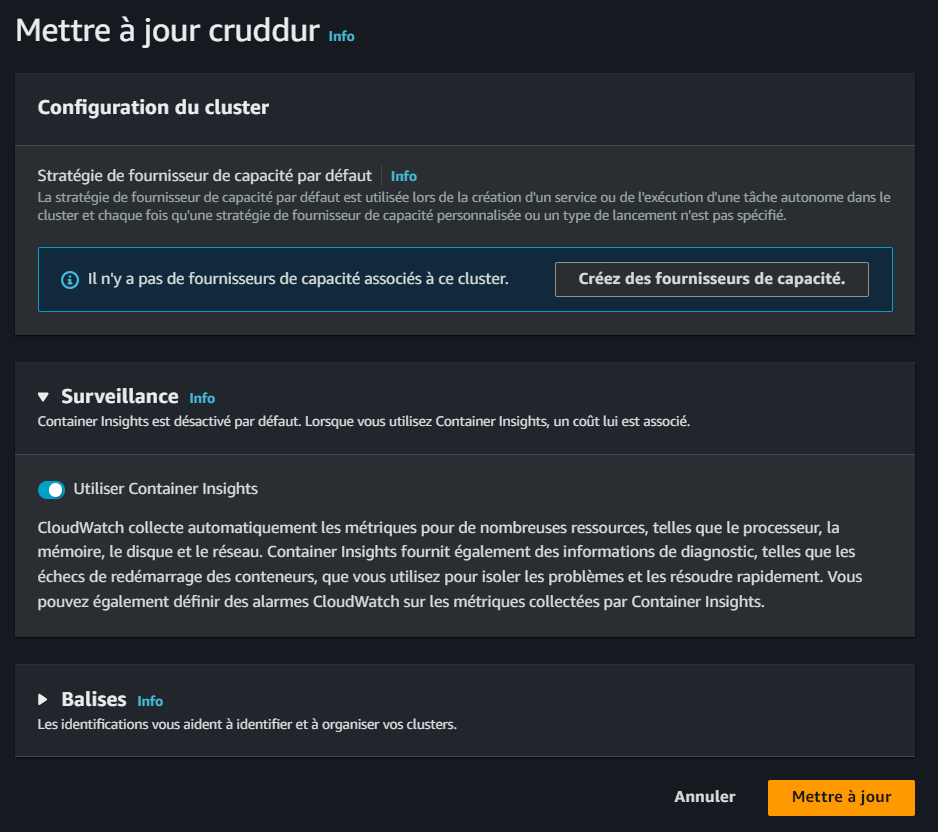 Mettre à jour cruddur Info
Configuration du cluster
Stratégie de fournisseur de capacité par défaut Info
La stratégie de fournisseur de capacité par défaut est utilisée lors de la création d'un service ou de l'exécution d'une tâche autonome dans le
cluster et chaque fois qu'une stratégie de fournisseur de capacité personnalisée ou un type de lancement n'est pas spécifié.
Il n'y a pas de fournisseurs de capacité associés à ce cluster. Créez des fournisseurs de capacité.
Surveillance Info
Container Insights est désactivé par défaut. Lorsque vous utilisez Container Insights, un coût lui est associé.
Utiliser Container Insights
CloudWatch collecte automatiquement les métriques pour de nombreuses ressources, telles que le processeur, la
mémoire, le disque et le réseau. Container Insights fournit également des informations de diagnostic, telles que les
échecs de redémarrage des conteneurs, que vous utilisez pour isoler les problèmes et les résoudre rapidement. Vous
pouvez également définir des alarmes CloudWatch sur les métriques collectées par Container Insights.
Balises Info
Les identifications vous aident à identifier et à organiser vos clusters.
Annuler Mettre à jour